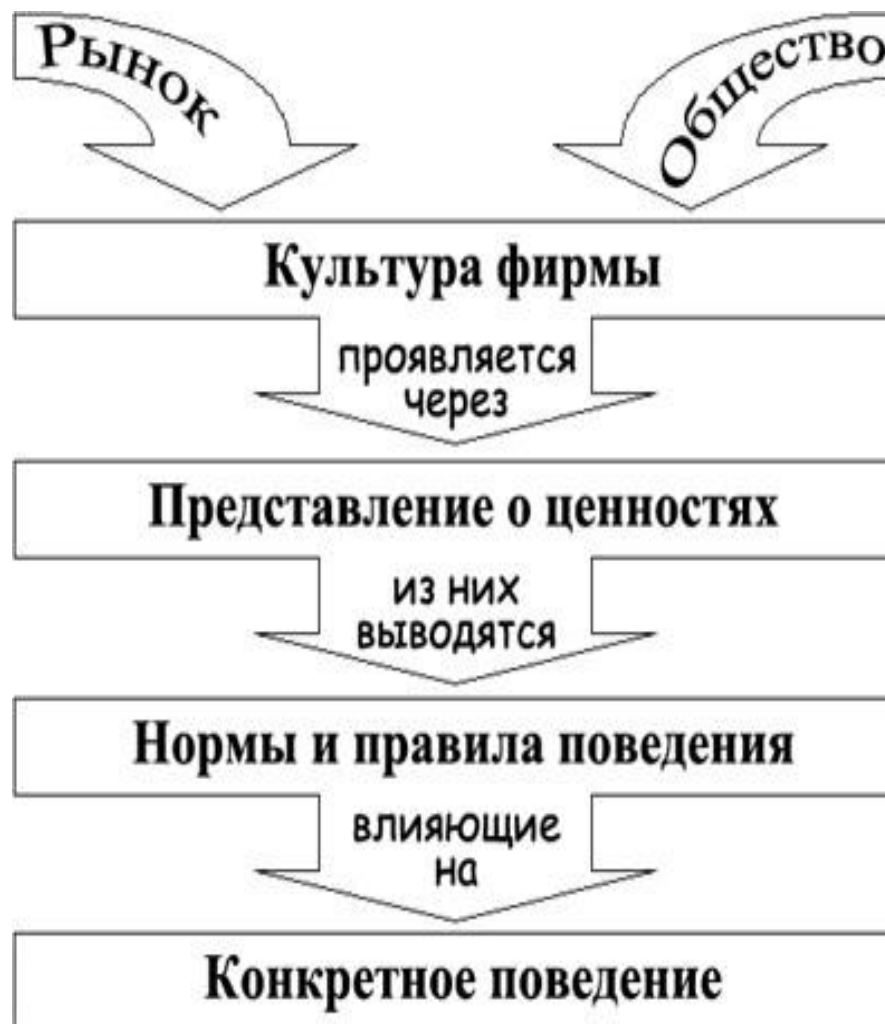 Рынок
Общество
Культура фирмы
проявляется
через
Представление о ценностях
из них
выводятся
Нормы и правила поведения
влияющие
на
Конкретное поведение